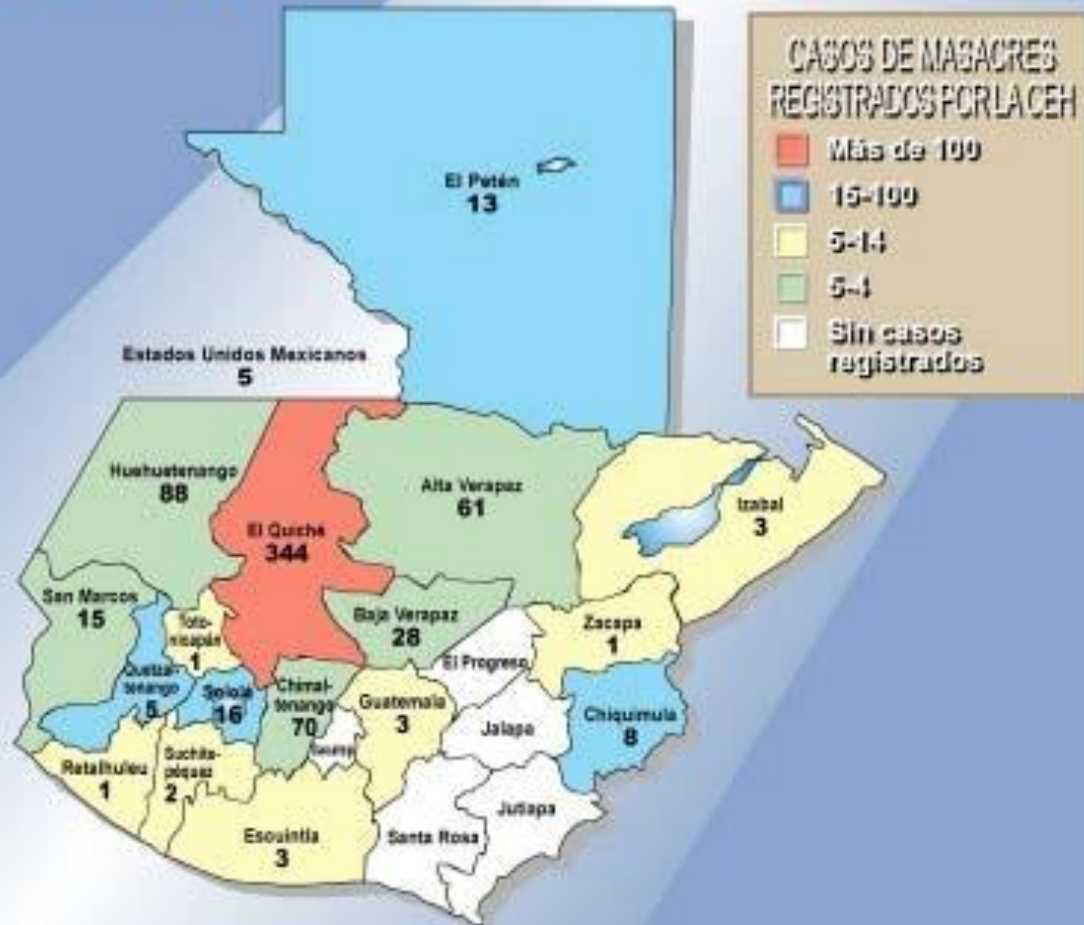 CASOS DE MASACRES
REGISTRADOS POR LA CEH
Más de 100
15-100
5-14
5-4
Sin casos
registrados
El Petén
13
Estados Unidos Mexicanos
5
Huehuetenango
88
El Quiché
344
Alta Verapaz
61
Izabal
3
San Marcos
15
Toto-
nicapán
1
Baja Verapaz
28
Zacapa
1
El Progreso
Quetzal-
tenango
5
Sololá
16
Chimal-
tenango
70
Guatemala
3
Jalapa
Chiquimula
8
Retalhuleu
1
Suchite-
péquez
2
Escuintla
3
Santa Rosa
Jutiapa